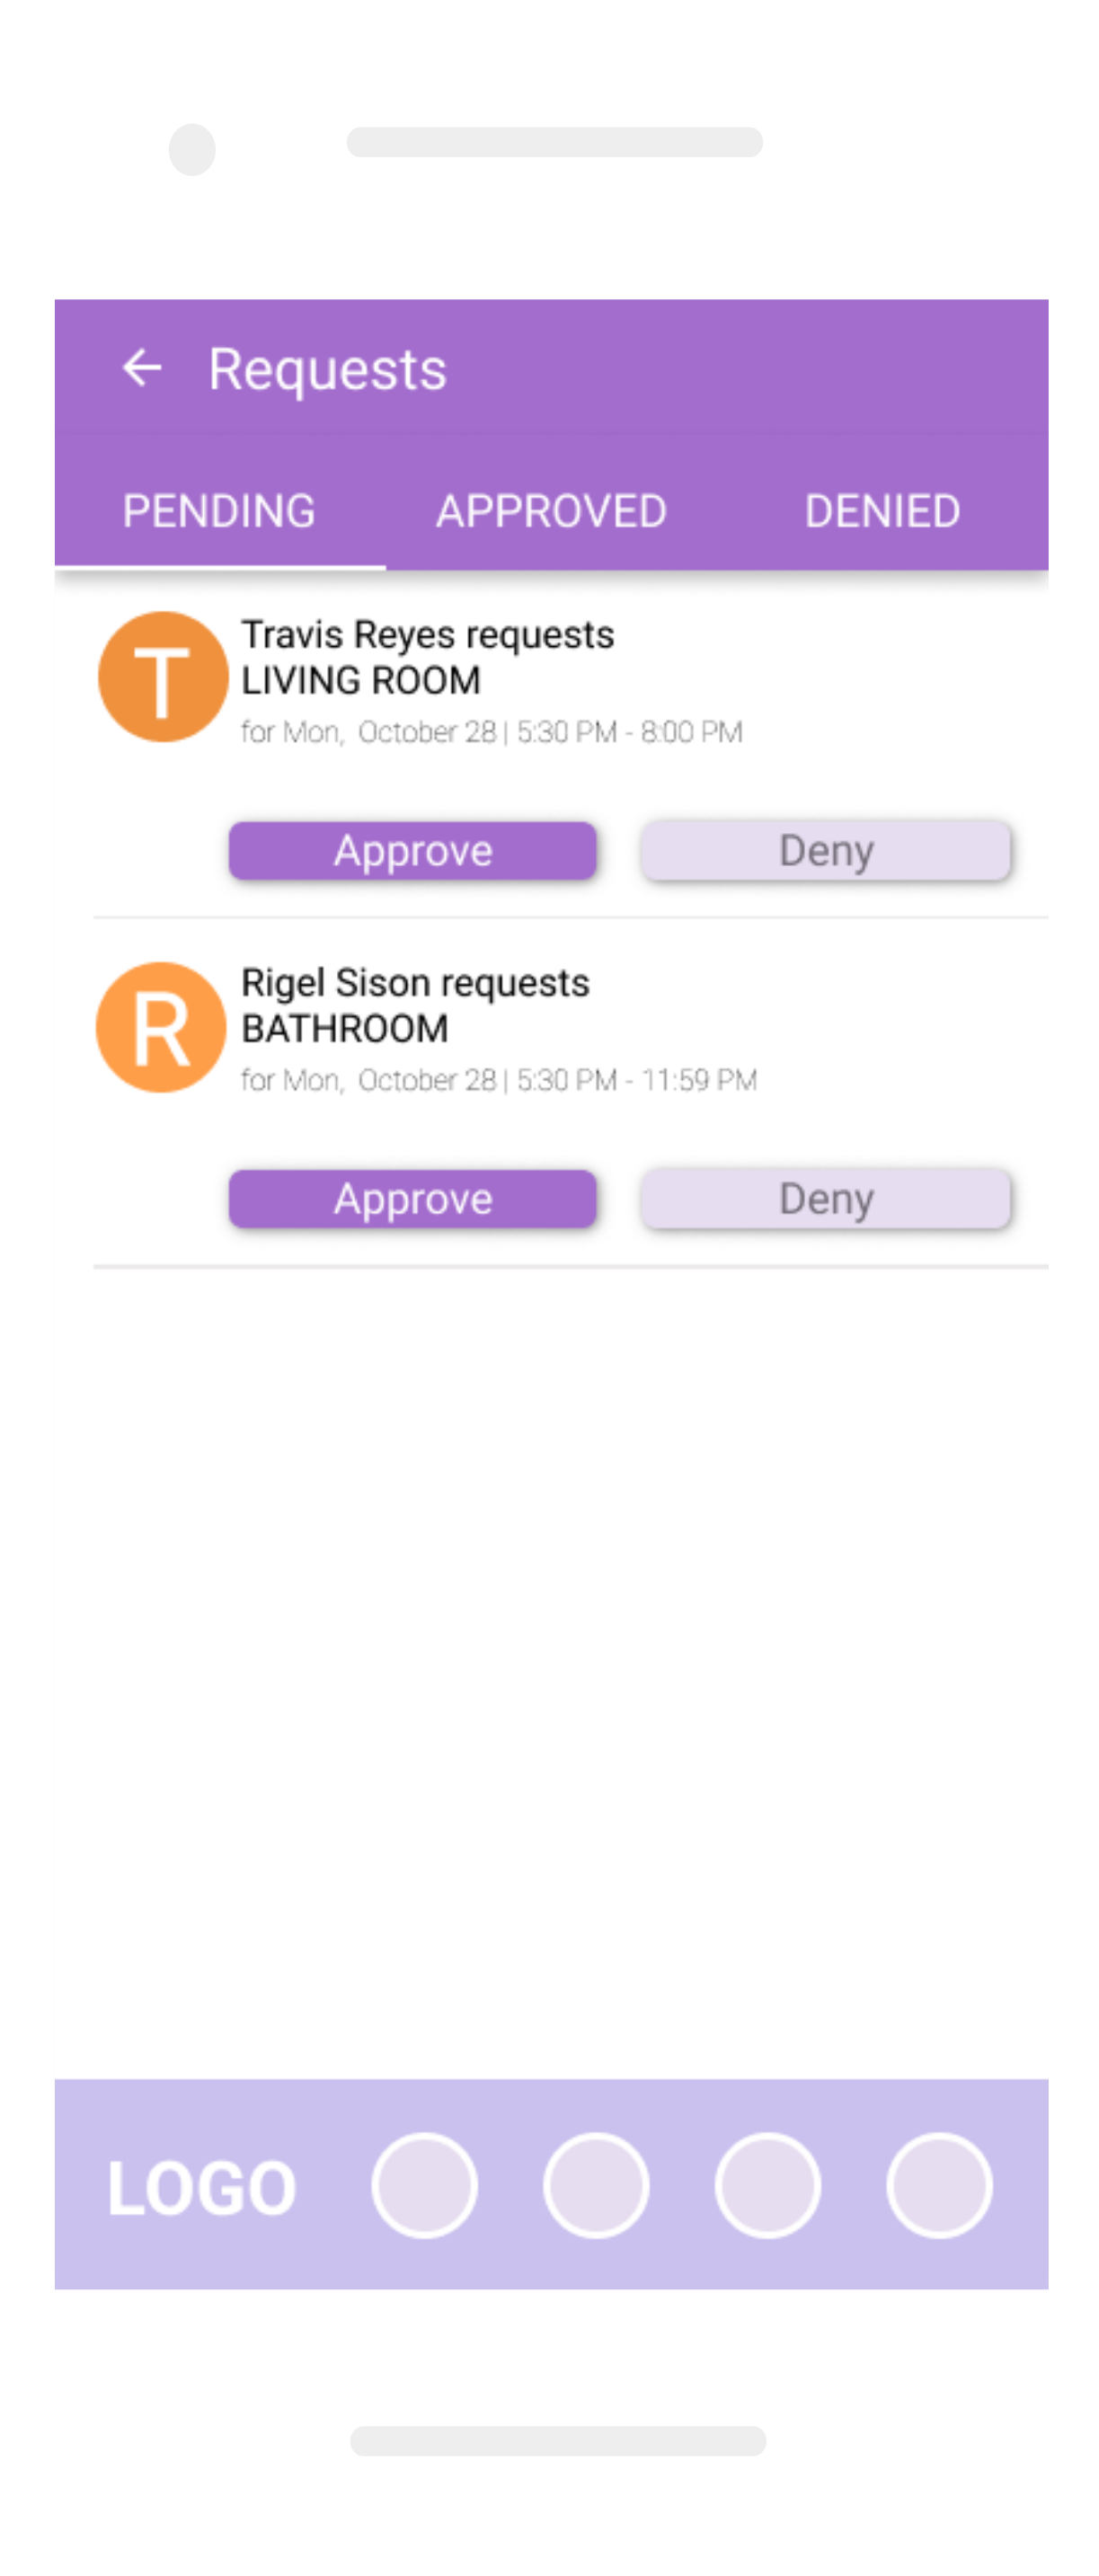 Requests
PENDING APPROVED DENIED
T
Travis Reyes requests
LIVING ROOM
for Mon, October 28 | 5:30 PM - 8:00 PM
Approve Deny
R
Rigel Sison requests
BATHROOM
for Mon, October 28 | 5:30 PM - 11:59 PM
Approve Deny
LOGO